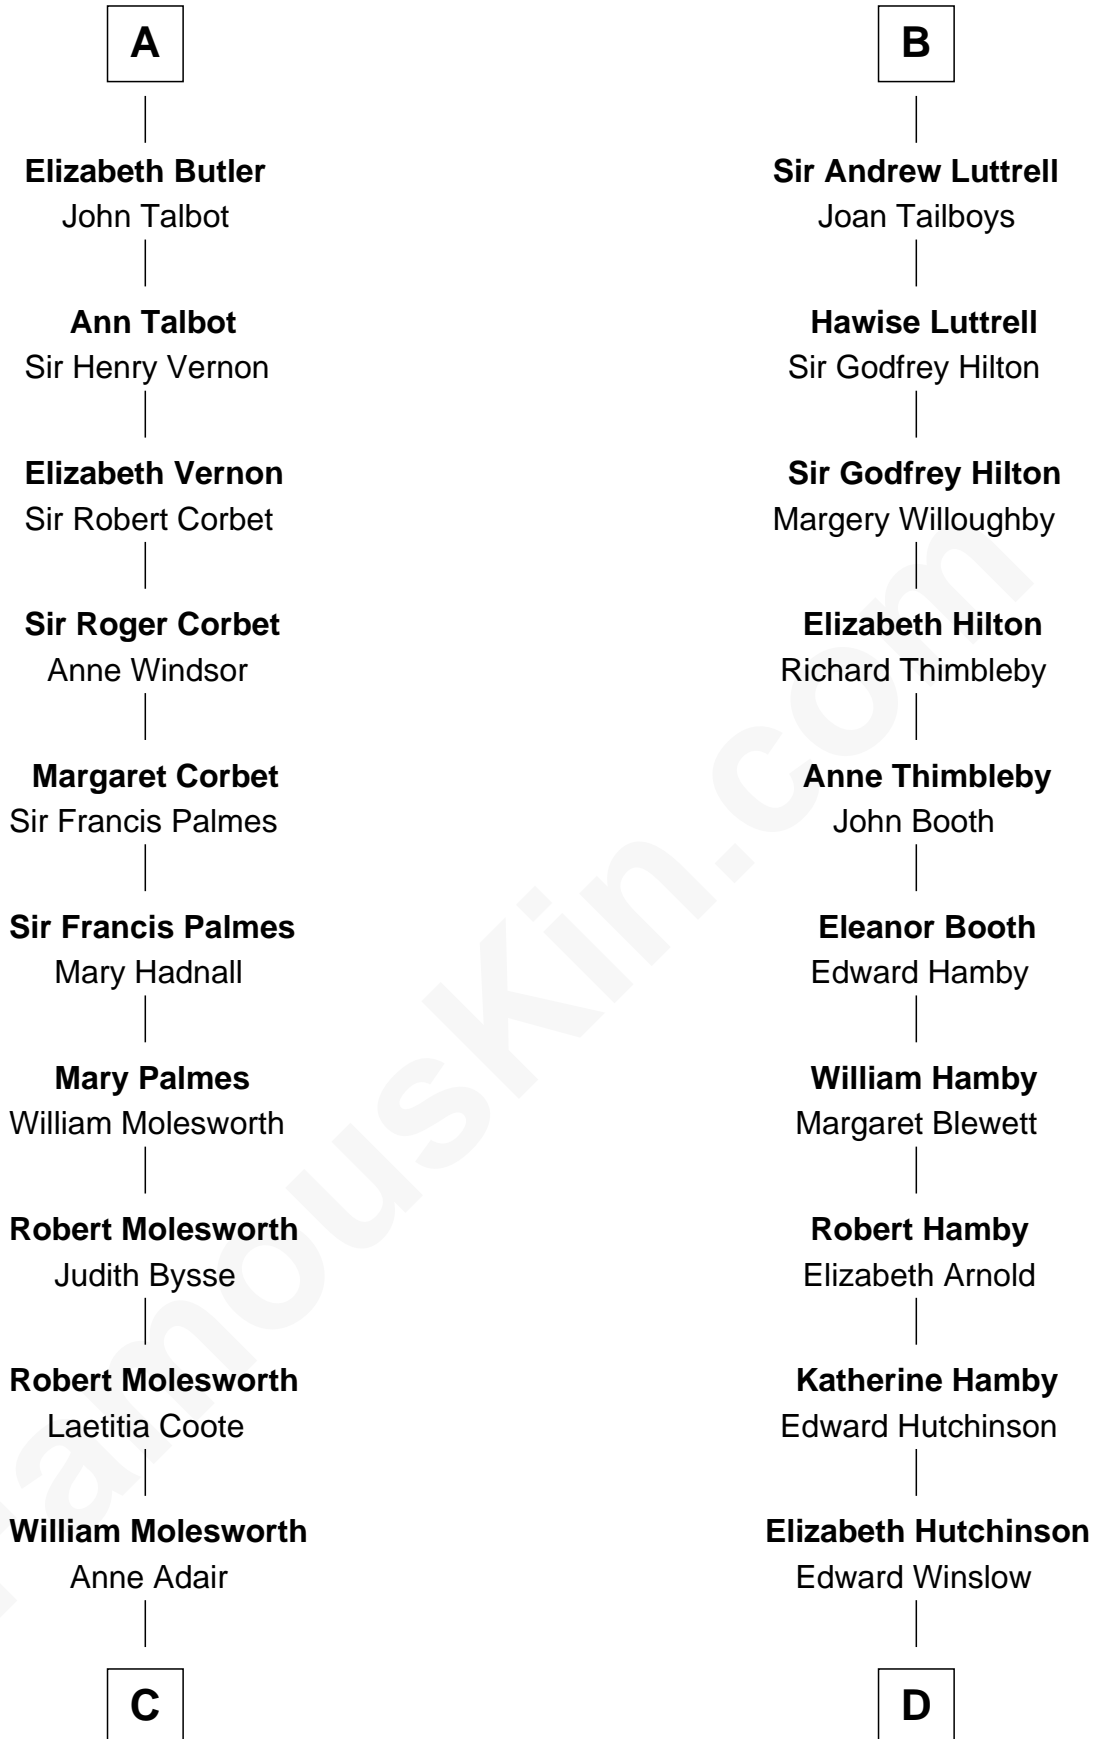 A
Elizabeth Butler
John Talbot
Ann Talbot
Sir Henry Vernon
Elizabeth Vernon
Sir Robert Corbet
Sir Roger Corbet
Anne Windsor
Margaret Corbet
Sir Francis Palmes
Sir Francis Palmes
Mary Hadnall
Mary Palmes
William Molesworth
Robert Molesworth
Judith Bysse
Robert Molesworth
Laetitia Coote
William Molesworth
Anne Adair
C
B
Sir Andrew Luttrell
Joan Tailboys
Hawise Luttrell
Sir Godfrey Hilton
Sir Godfrey Hilton
Margery Willoughby
Elizabeth Hilton
Richard Thimbleby
Anne Thimbleby
John Booth
Eleanor Booth
Edward Hamby
William Hamby
Margaret Blewett
Robert Hamby
Elizabeth Arnold
Katherine Hamby
Edward Hutchinson
Elizabeth Hutchinson
Edward Winslow
D
FamousKin.com